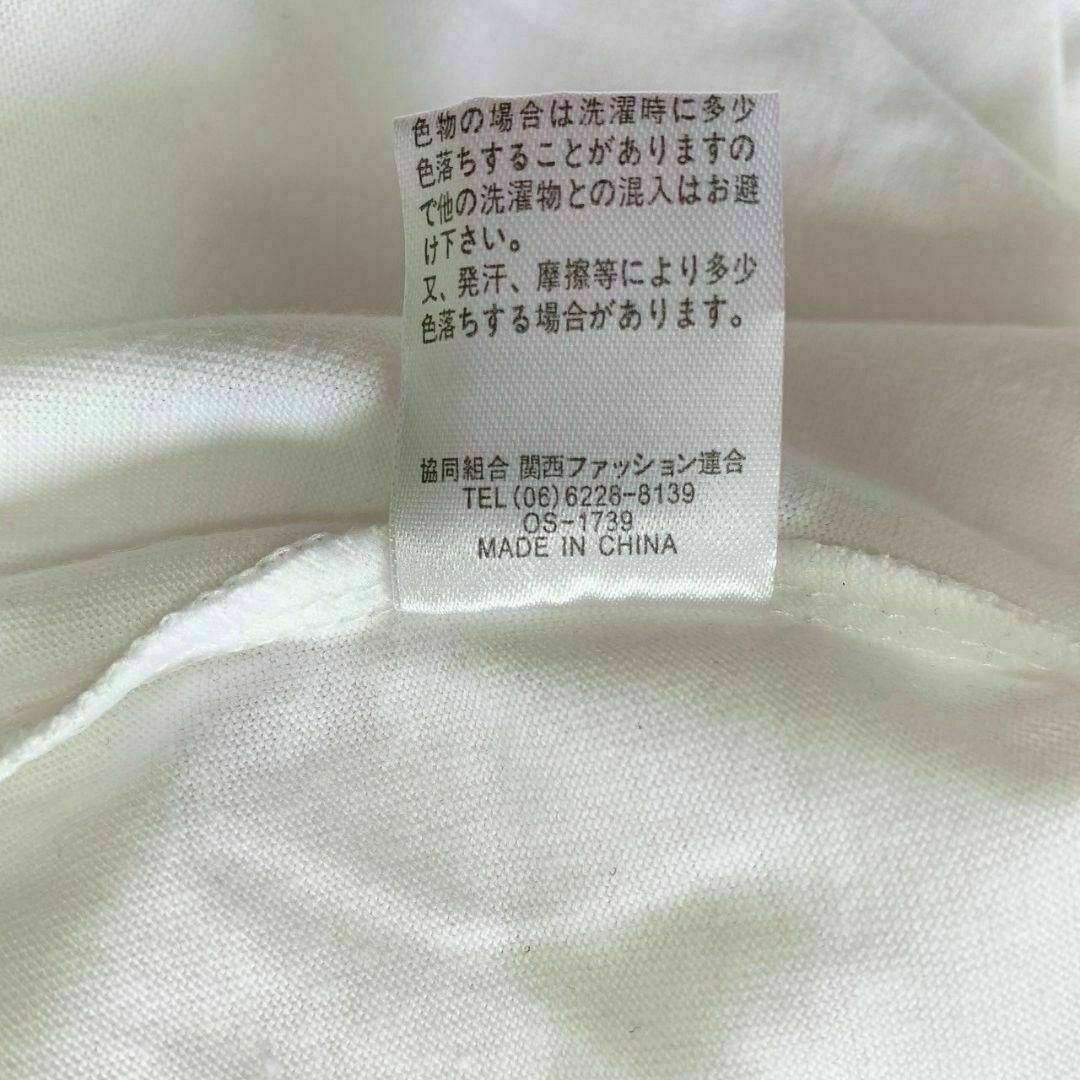 色物の場合は洗濯時に多少
色落ちすることがありますの
で他の洗濯物との混入はお避
け下さい。
又、発汗、摩擦等により多少
色落ちする場合があります。
協同組合 関西ファッション連合
TEL(06)6228-8139
OS-1739
MADE IN CHINA